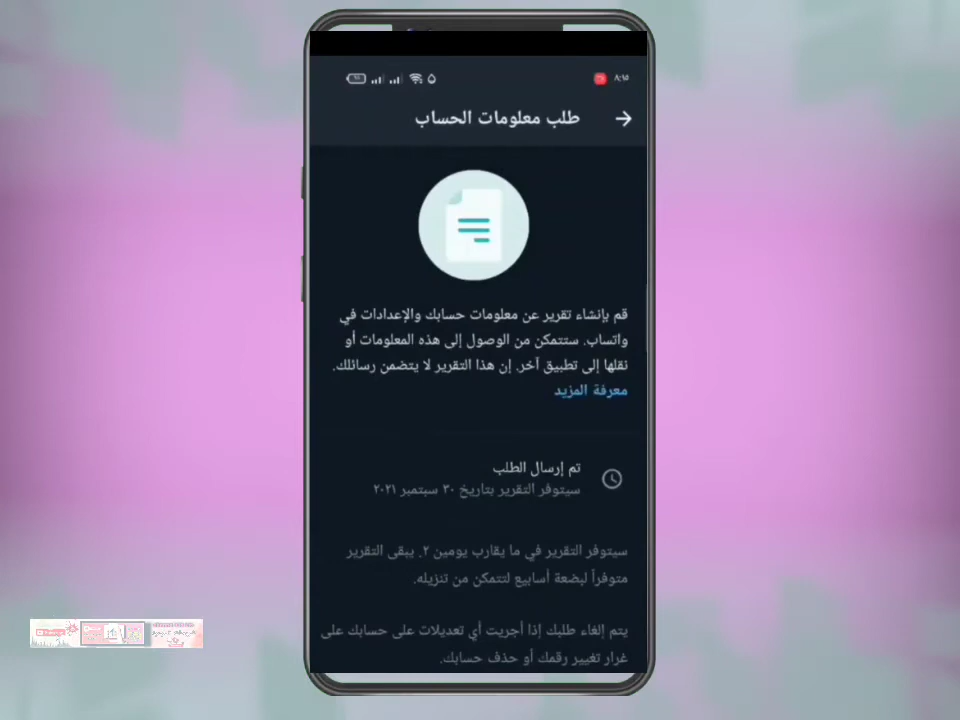 ٨:١٥
طلب معلومات الحساب
قم بإنشاء تقرير عن معلومات حسابك والإعدادات في
واتساب. ستتمكن من الوصول إلى هذه المعلومات أو
نقلها إلى تطبيق آخر. إن هذا التقرير لا يتضمن رسائلك.
معرفة المزيد
تم إرسال الطلب
سيتوفر التقرير بتاريخ ٣٠ سبتمبر ٢٠٢١
سيتوفر التقرير في ما يقارب يومين ٢. يبقى التقرير
متوفراً لبضعة أسابيع لتتمكن من تنزيله.
يتم إلغاء طلبك إذا أجريت أي تعديلات على حسابك على
غرار تغيير رقمك أو حذف حسابك.